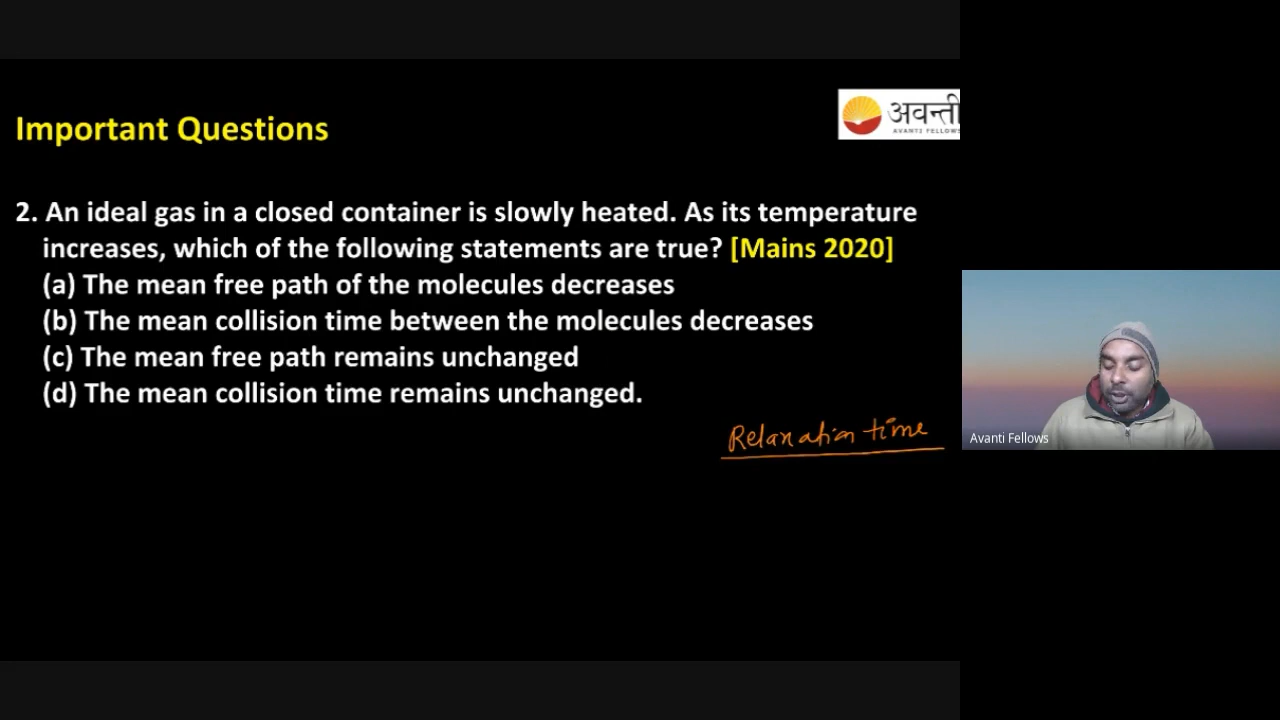 Important Questions
अवन्ती
AVANTI FELLOWS
2. An ideal gas in a closed container is slowly heated. As its temperature
increases, which of the following statements are true? [Mains 2020]
(a) The mean free path of the molecules decreases
(b) The mean collision time between the molecules decreases
(c) The mean free path remains unchanged
(d) The mean collision time remains unchanged.
Relaxation time
Avanti Fellows